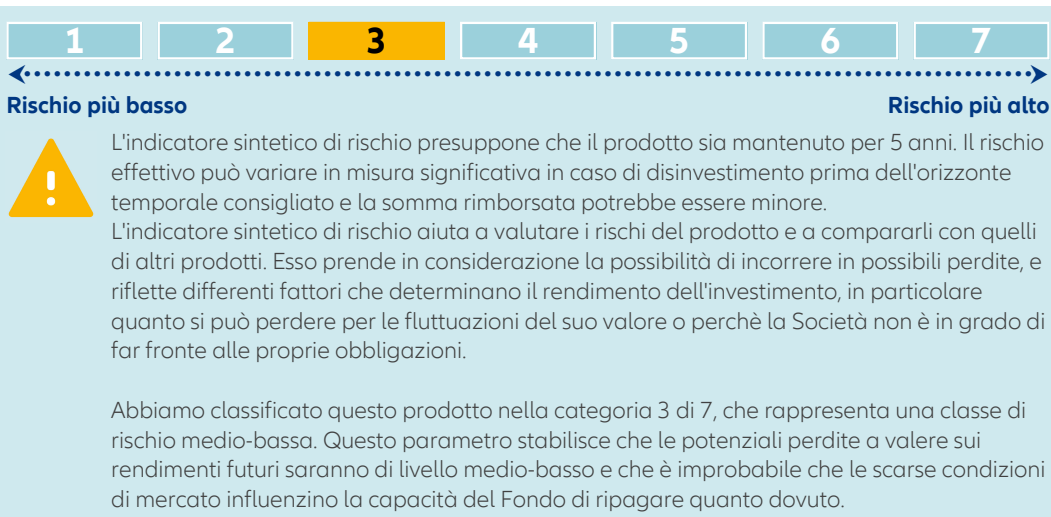 1 2 3 4 5 6 7
Rischio più basso Rischio più alto
L'indicatore sintetico di rischio presuppone che il prodotto sia mantenuto per 5 anni. Il rischio
effettivo può variare in misura significativa in caso di disinvestimento prima dell'orizzonte
temporale consigliato e la somma rimborsata potrebbe essere minore.
L'indicatore sintetico di rischio aiuta a valutare i rischi del prodotto e a compararli con quelli
di altri prodotti. Esso prende in considerazione la possibilità di incorrere in possibili perdite, e
riflette differenti fattori che determinano il rendimento dell'investimento, in particolare
quanto si può perdere per le fluttuazioni del suo valore o perchè la Società non è in grado di
far fronte alle proprie obbligazioni.
Abbiamo classificato questo prodotto nella categoria 3 di 7, che rappresenta una classe di
rischio medio-bassa. Questo parametro stabilisce che le potenziali perdite a valere sui
rendimenti futuri saranno di livello medio-basso e che è improbabile che le scarse condizioni
di mercato influenzino la capacità del Fondo di ripagare quanto dovuto.